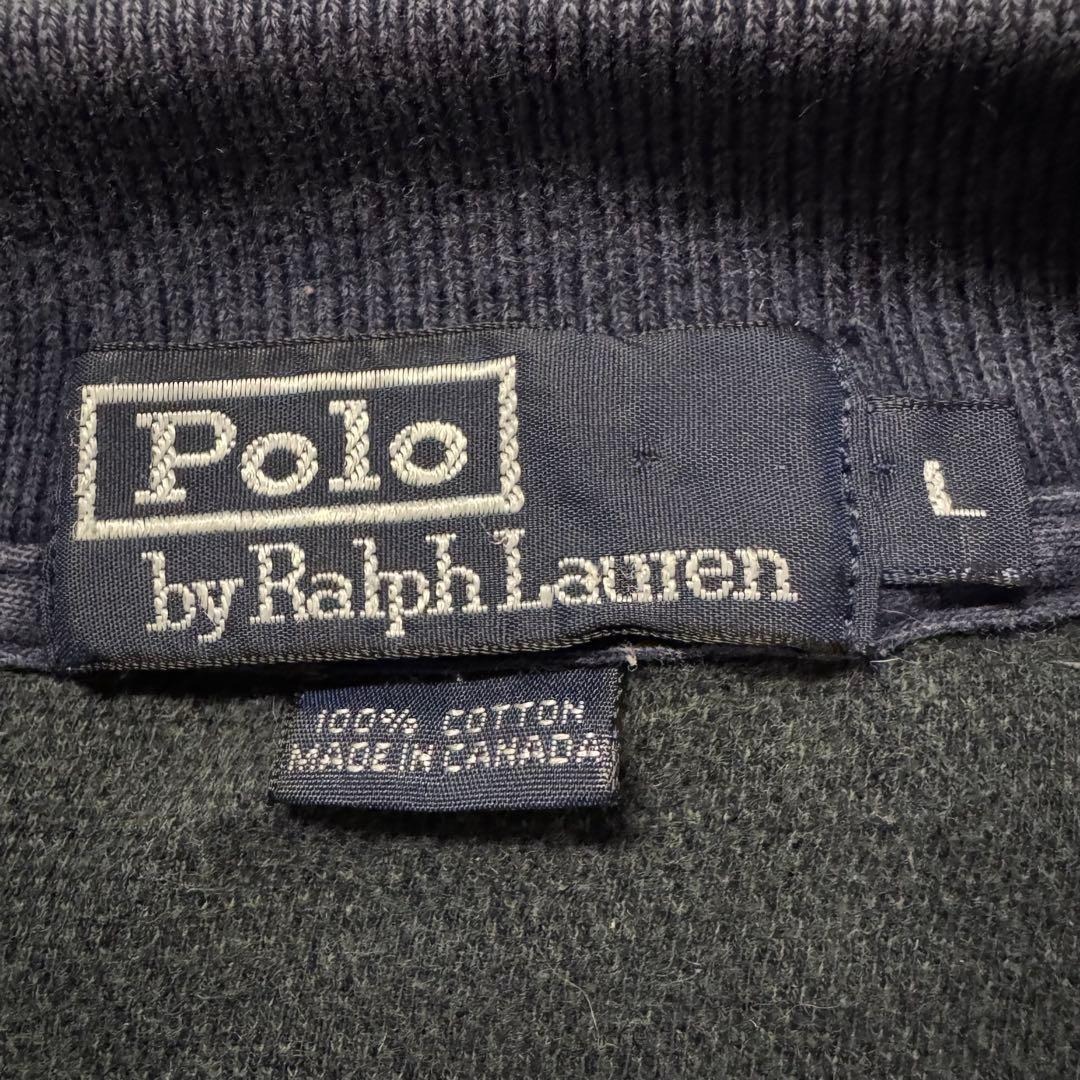 Polo
by Ralph Lauren
L
100% COTTON
MADE IN CANADA